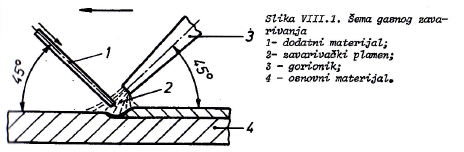 Slika VIII.1. Šema gasnog zava-
rivanja
1- dodatni materijal;
2- zavarivački plamen;
3 - gorionik;
4 - osnovni materijal.
45°
1
2
3
45°
4